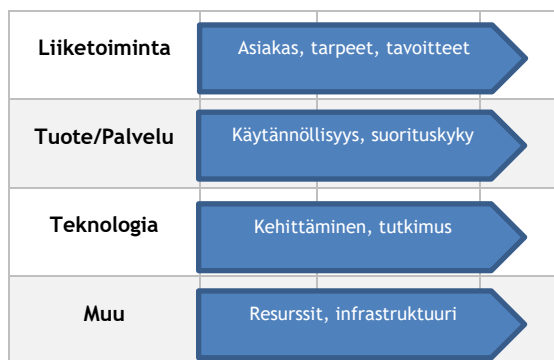 Liiketoiminta
Asiakas, tarpeet, tavoitteet
Tuote/Palvelu
Käytännöllisyys, suorituskyky
Teknologia
Kehittäminen, tutkimus
Muu
Resurssit, infrastruktuuri